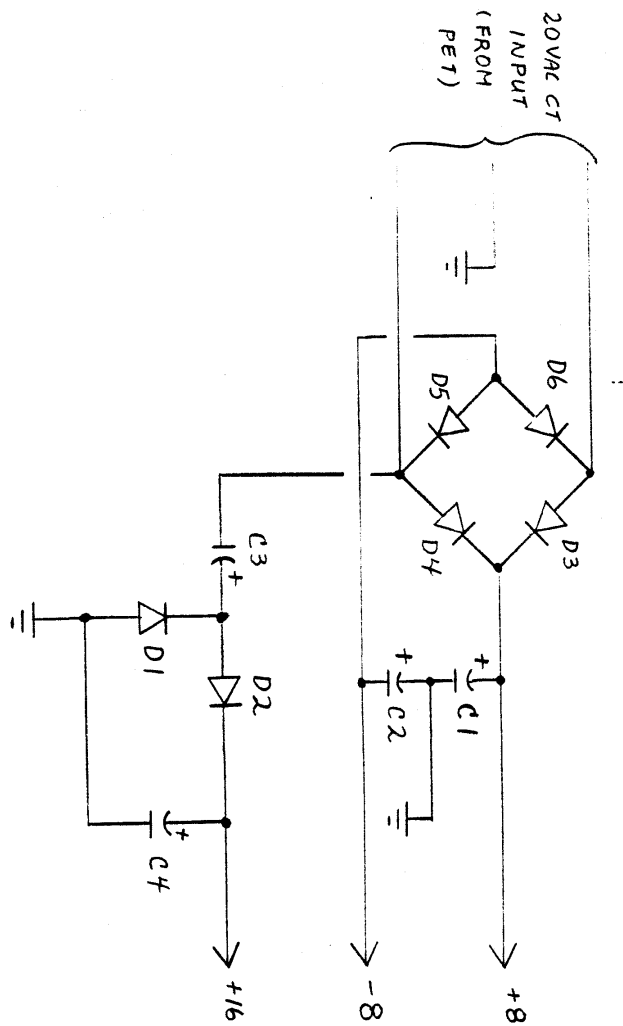 20VAC CT
INPUT
(FROM
PET)
D6
D5
D3
D4
C1
C2
C3
D1
D2
C4
+8
-8
+16
+
+
+
+